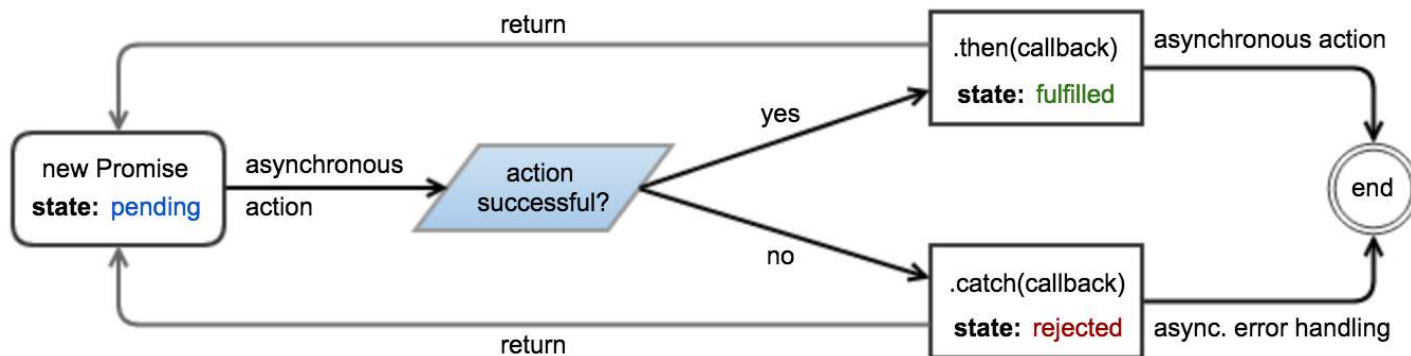 return
.then(callback)
state: fulfilled
asynchronous action
yes
new Promise
state: pending
asynchronous
action
action
successful?
end
no
.catch(callback)
state: rejected
async. error handling
return